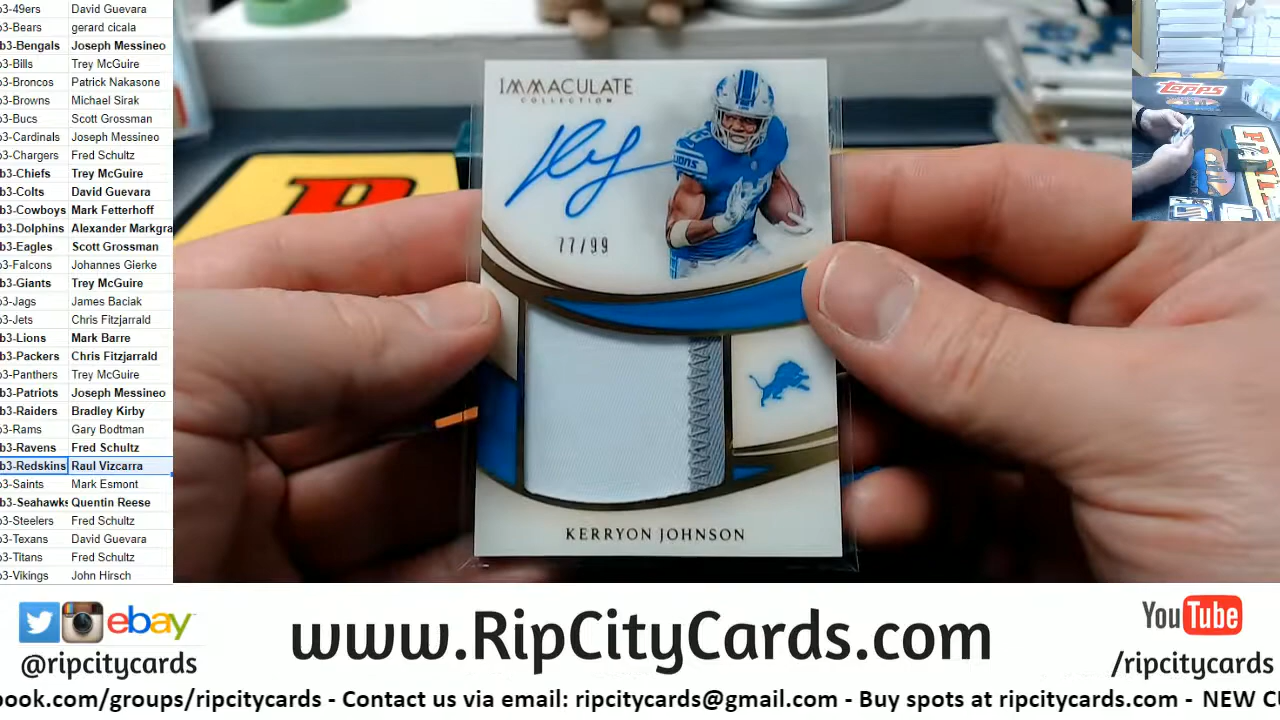 b3-49ers David Guevara
b3-Bears gerard cicala
b3-Bengals Joseph Messineo
b3-Bills Trey McGuire
b3-Broncos Patrick Nakasone
b3-Browns Michael Sirak
b3-Bucs Scott Grossman
b3-Cardinals Joseph Messineo
b3-Chargers Fred Schultz
b3-Chiefs Trey McGuire
b3-Colts David Guevara
b3-Cowboys Mark Fetterhoff
b3-Dolphins Alexander Markgra
b3-Eagles Scott Grossman
b3-Falcons Johannes Gierke
b3-Giants Trey McGuire
b3-Jags James Baciak
b3-Jets Chris Fitzjarrald
b3-Lions Mark Barre
b3-Packers Chris Fitzjarrald
b3-Panthers Trey McGuire
b3-Patriots Joseph Messineo
b3-Raiders Bradley Kirby
b3-Rams Gary Bodtman
b3-Ravens Fred Schultz
b3-Redskins Raul Vizcarra
b3-Saints Mark Esmont
b3-Seahawks Quentin Reese
b3-Steelers Fred Schultz
b3-Texans David Guevara
b3-Titans Fred Schultz
b3-Vikings John Hirsch
IMMACULATE
COLLECTION
LIONS
77/99
KERRYON JOHNSON
Topps
ebay
@ripcitycards
www.RipCityCards.com
YouTube
/ripcitycards
book.com/groups/ripcitycards - Contact us via email: ripcitycards@gmail.com - Buy spots at ripcitycards.com - NEW C